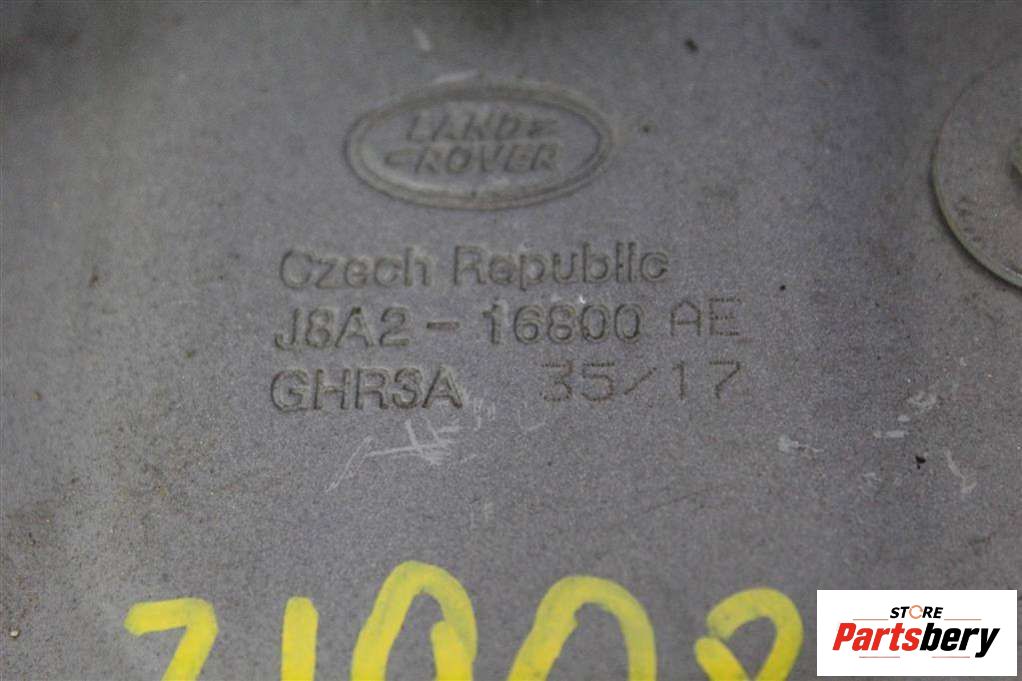 LAND
ROVER
Czech Republic
J8A2-16800 AE
GHR3A 35/17
STORE
Partsbery